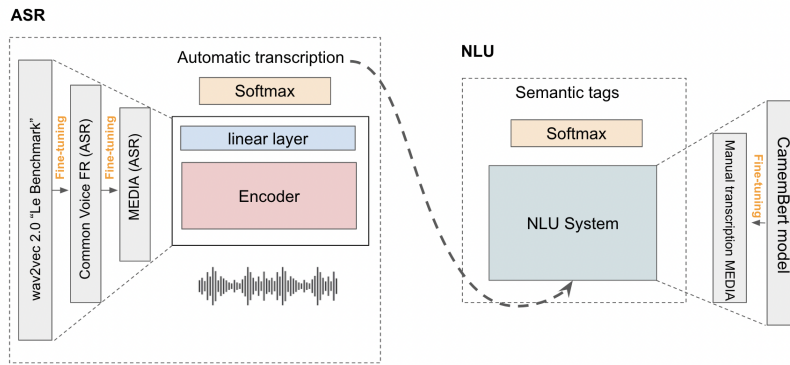 ASR
Automatic transcription
Softmax
linear layer
Encoder
wav2vec 2.0 “Le Benchmark”
Fine-tuning
Common Voice FR (ASR)
Fine-tuning
MEDIA (ASR)
NLU
Semantic tags
Softmax
NLU System
Manual transcription MEDIA
Fine-tuning
CamemBert model